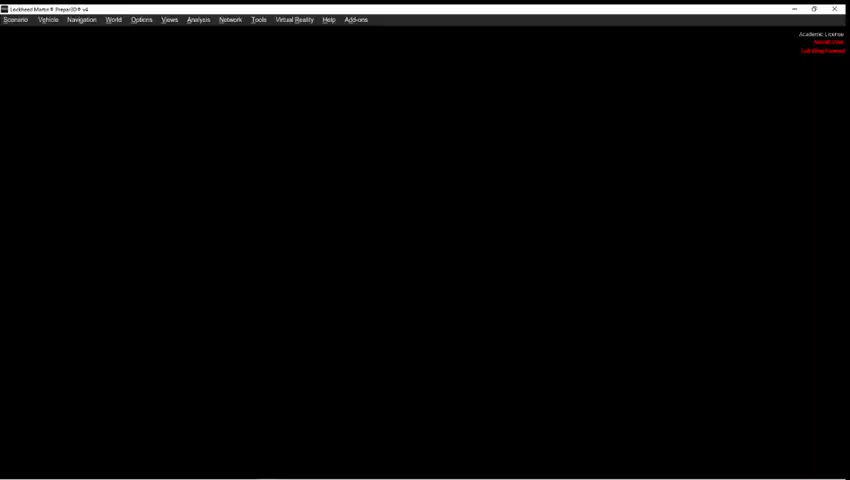 Lockheed Martin® Prepar3D® v4
Scenario Vehicle Navigation World Options Views Analysis Network Tools Virtual Reality Help Add-ons
Academic License